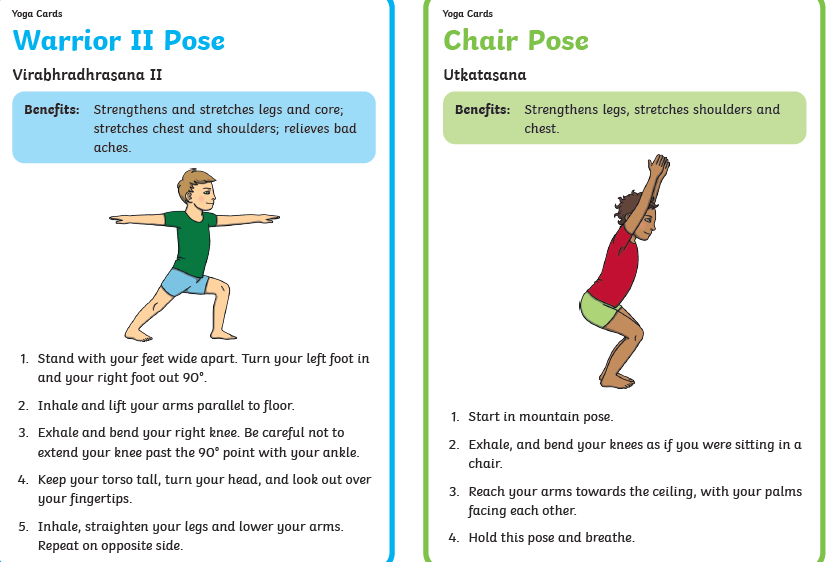 Yoga Cards
Warrior II Pose
Virabhradhrasana II
Benefits: Strengthens and stretches legs and core;
stretches chest and shoulders; relieves bad
aches.
1. Stand with your feet wide apart. Turn your left foot in
and your right foot out 90°.
2. Inhale and lift your arms parallel to floor.
3. Exhale and bend your right knee. Be careful not to
extend your knee past the 90° point with your ankle.
4. Keep your torso tall, turn your head, and look out over
your fingertips.
5. Inhale, straighten your legs and lower your arms.
Repeat on opposite side.
Yoga Cards
Chair Pose
Utkatasana
Benefits: Strengthens legs, stretches shoulders and
chest.
1. Start in mountain pose.
2. Exhale, and bend your knees as if you were sitting in a
chair.
3. Reach your arms towards the ceiling, with your palms
facing each other.
4. Hold this pose and breathe.